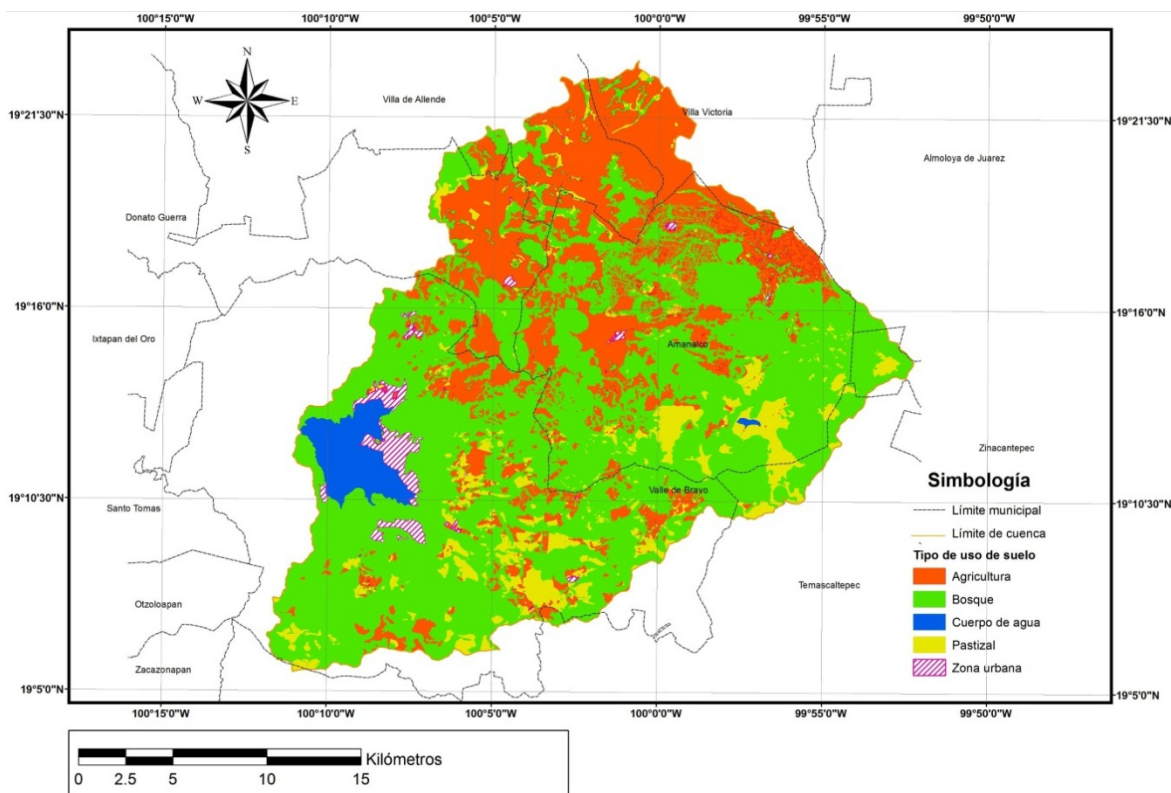 100°15'0"W 100°10'0"W 100°5'0"W 100°0'0"W 99°55'0"W 99°50'0"W
N
W E
S
Villa de Allende
Villa Victoria
19°21'30"N 19°21'30"N
Almoloya de Juarez
Donato Guerra
19°16'0"N 19°16'0"N
Ixtapan del Oro
Amanalco
Zinacantepec
Valle de Bravo
19°10'30"N 19°10'30"N
Santo Tomas
Temascaltepec
Otzoloapan
Zacazonapan
Simbología
Límite municipal
Límite de cuenca
Tipo de uso de suelo
Agricultura
Bosque
Cuerpo de agua
Pastizal
Zona urbana
19°5'0"N 19°5'0"N
100°15'0"W 100°10'0"W 100°5'0"W 100°0'0"W 99°55'0"W 99°50'0"W
Kilómetros
0 2.5 5 10 15